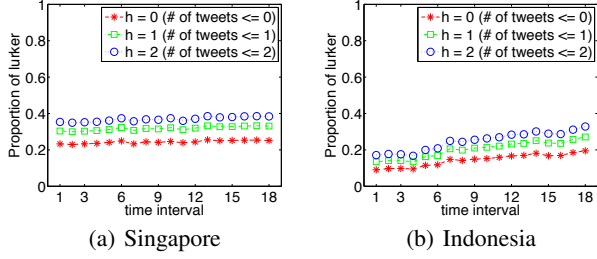 h = 0 (# of tweets <= 0)
h = 1 (# of tweets <= 1)
h = 2 (# of tweets <= 2)
Proportion of lurker
1
0.8
0.6
0.4
0.2
0
1 3 6 9 12 15 18
time interval
(a) Singapore
h = 0 (# of tweets <= 0)
h = 1 (# of tweets <= 1)
h = 2 (# of tweets <= 2)
Proportion of lurker
1
0.8
0.6
0.4
0.2
0
1 3 6 9 12 15 18
time interval
(b) Indonesia